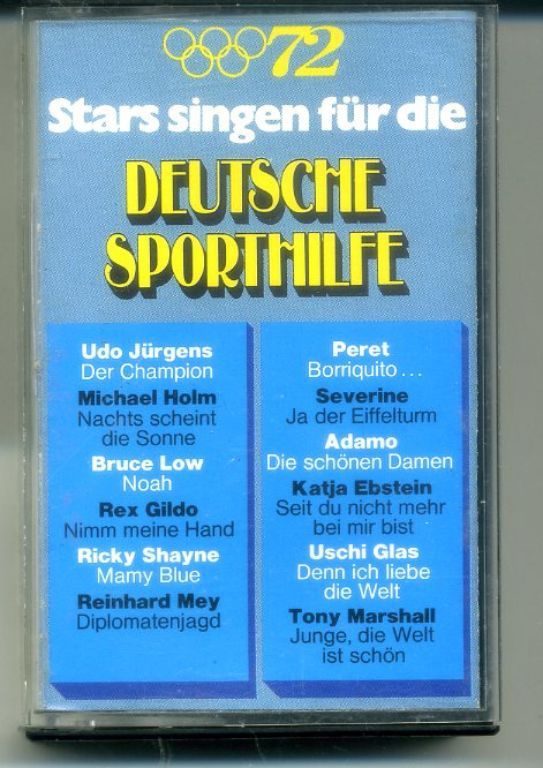 72
Stars singen für die
DEUTSCHE
SPORTHILFE
Udo Jürgens
Der Champion
Michael Holm
Nachts scheint
die Sonne
Bruce Low
Noah
Rex Gildo
Nimm meine Hand
Ricky Shayne
Mamy Blue
Reinhard Mey
Diplomatenjagd
Peret
Borriquito ...
Severine
Ja der Eiffelturm
Adamo
Die schönen Damen
Katja Ebstein
Seit du nicht mehr
bei mir bist
Uschi Glas
Denn ich liebe
die Welt
Tony Marshall
Junge, die Welt
ist schön